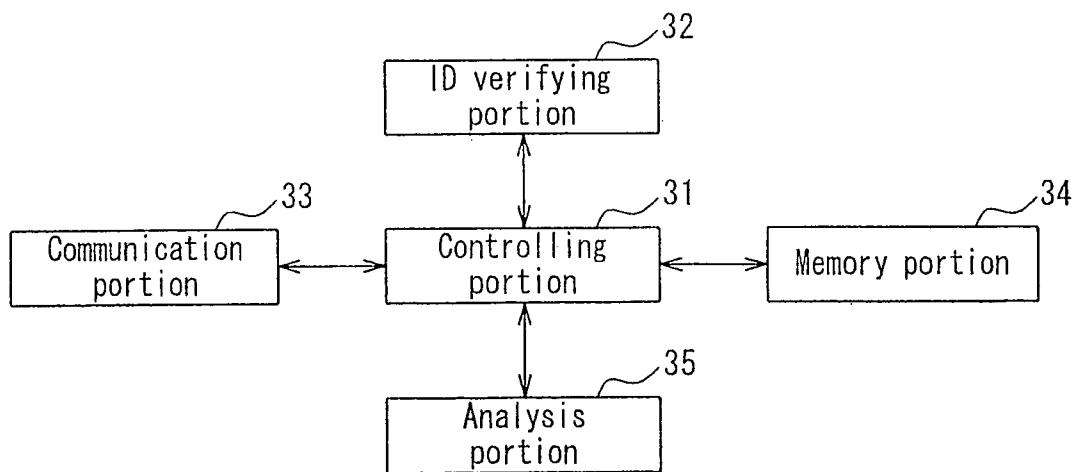 32
ID verifying
portion
33
31
34
Communication
portion
Controlling
portion
Memory portion
35
Analysis
portion